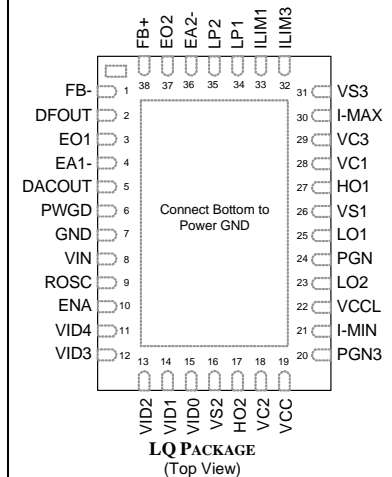 FB+
EO2
EA2-
LP2
LP1
ILIM1
ILIM3
38 37 36 35 34 33 32
FB- 1
DFOUT 2
EO1 3
EA1- 4
DACOUT 5
PWGD 6
GND 7
VIN 8
ROSC 9
ENA 10
VID4 11
VID3 12
Connect Bottom to
Power GND
31 VS3
30 I-MAX
29 VC3
28 VC1
27 HO1
26 VS1
25 LO1
24 PGN
23 LO2
22 VCCL
21 I-MIN
20 PGN3
13 14 15 16 17 18 19
VID2
VID1
VID0
VS2
HO2
VC2
VCC
LQ PACKAGE
(Top View)